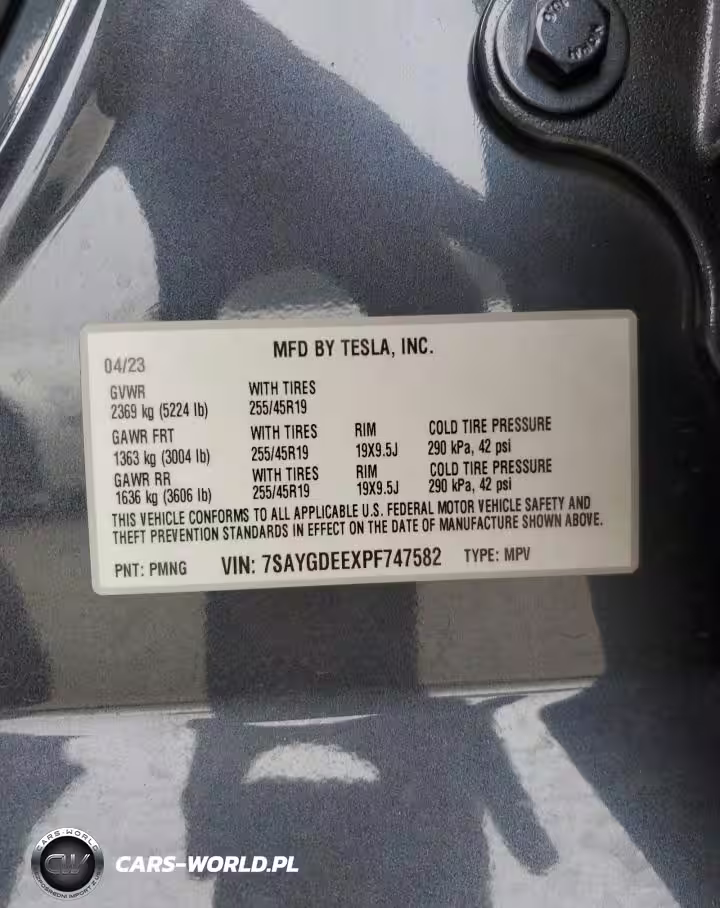 MFD BY TESLA, INC.
04/23
GVWR WITH TIRES
2369 kg (5224 lb) 255/45R19
GAWR FRT WITH TIRES RIM COLD TIRE PRESSURE
1363 kg (3004 lb) 255/45R19 19X9.5J 290 kPa, 42 psi
GAWR RR WITH TIRES RIM COLD TIRE PRESSURE
1636 kg (3606 lb) 255/45R19 19X9.5J 290 kPa, 42 psi
THIS VEHICLE CONFORMS TO ALL APPLICABLE U.S. FEDERAL MOTOR VEHICLE SAFETY AND
THEFT PREVENTION STANDARDS IN EFFECT ON THE DATE OF MANUFACTURE SHOWN ABOVE.
PNT: PMNG VIN: 7SAYGDEEXPF747582 TYPE: MPV
CARS-WORLD
CW
CARS-WORLD.PL